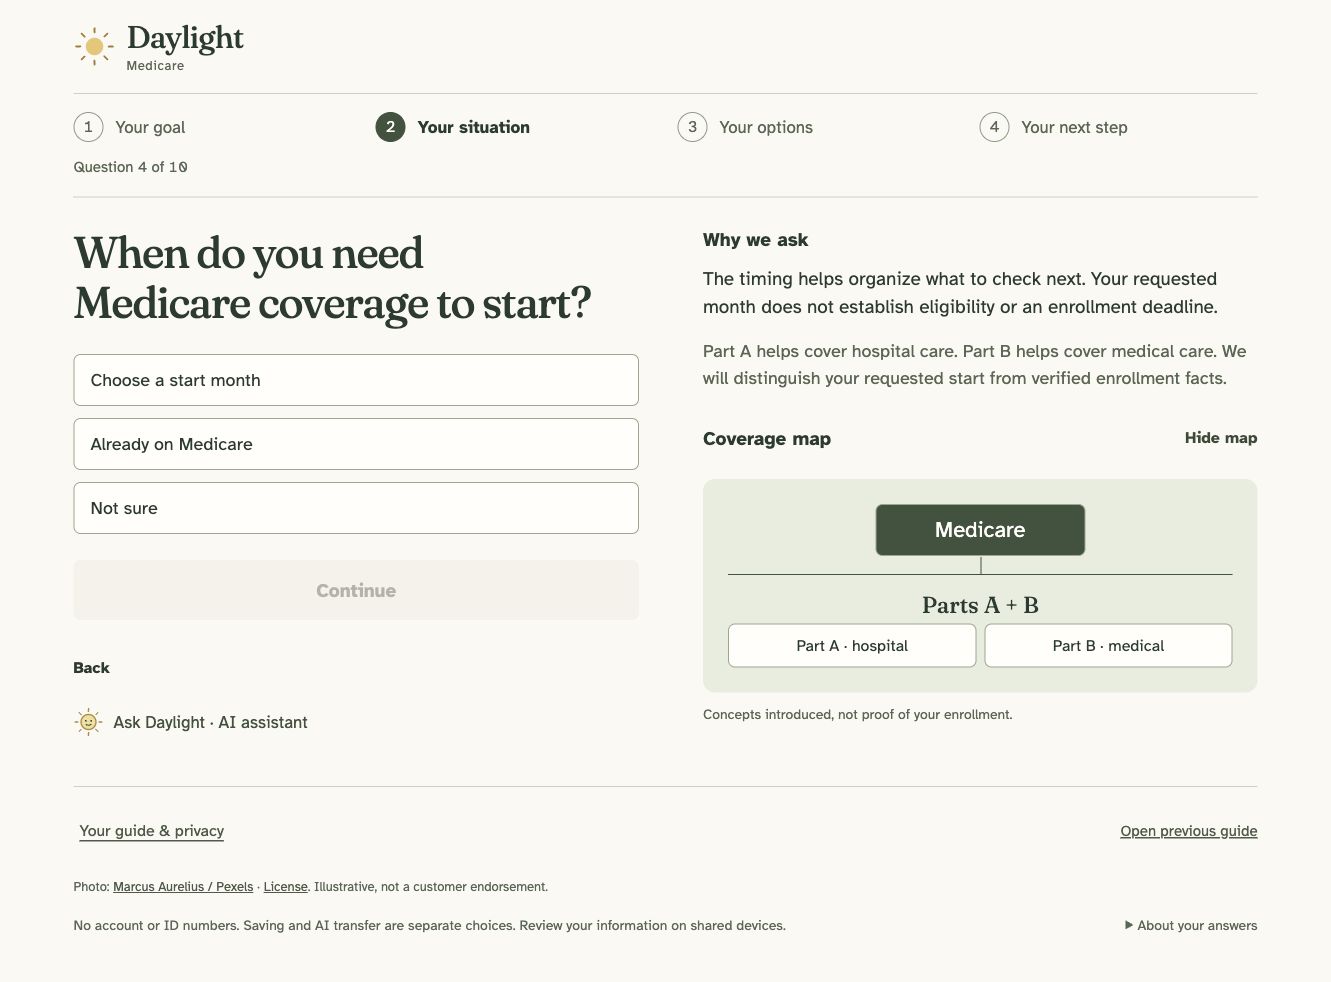 Daylight
Medicare
1 Your goal
2 Your situation
3 Your options
4 Your next step
Question 4 of 10
When do you need
Medicare coverage to start?
Choose a start month
Already on Medicare
Not sure
Continue
Back
Ask Daylight · AI assistant
Why we ask
The timing helps organize what to check next. Your requested
month does not establish eligibility or an enrollment deadline.
Part A helps cover hospital care. Part B helps cover medical care. We
will distinguish your requested start from verified enrollment facts.
Coverage map
Hide map
Medicare
Parts A + B
Part A · hospital
Part B · medical
Concepts introduced, not proof of your enrollment.
Your guide & privacy
Open previous guide
Photo: Marcus Aurelius / Pexels · License. Illustrative, not a customer endorsement.
No account or ID numbers. Saving and AI transfer are separate choices. Review your information on shared devices.
▶ About your answers